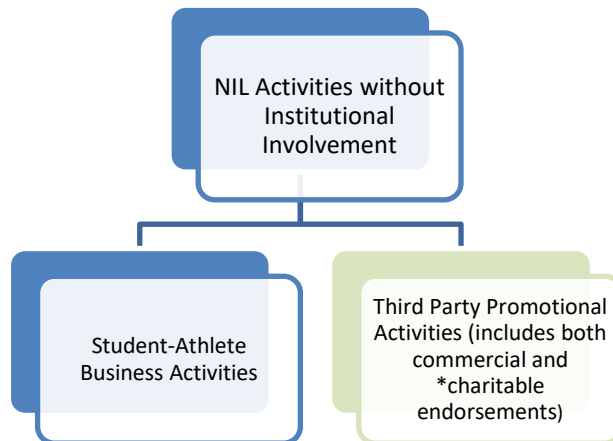 NIL Activities without
Institutional
Involvement
Student-Athlete
Business Activities
Third Party Promotional
Activities (includes both
commercial and
*charitable
endorsements)